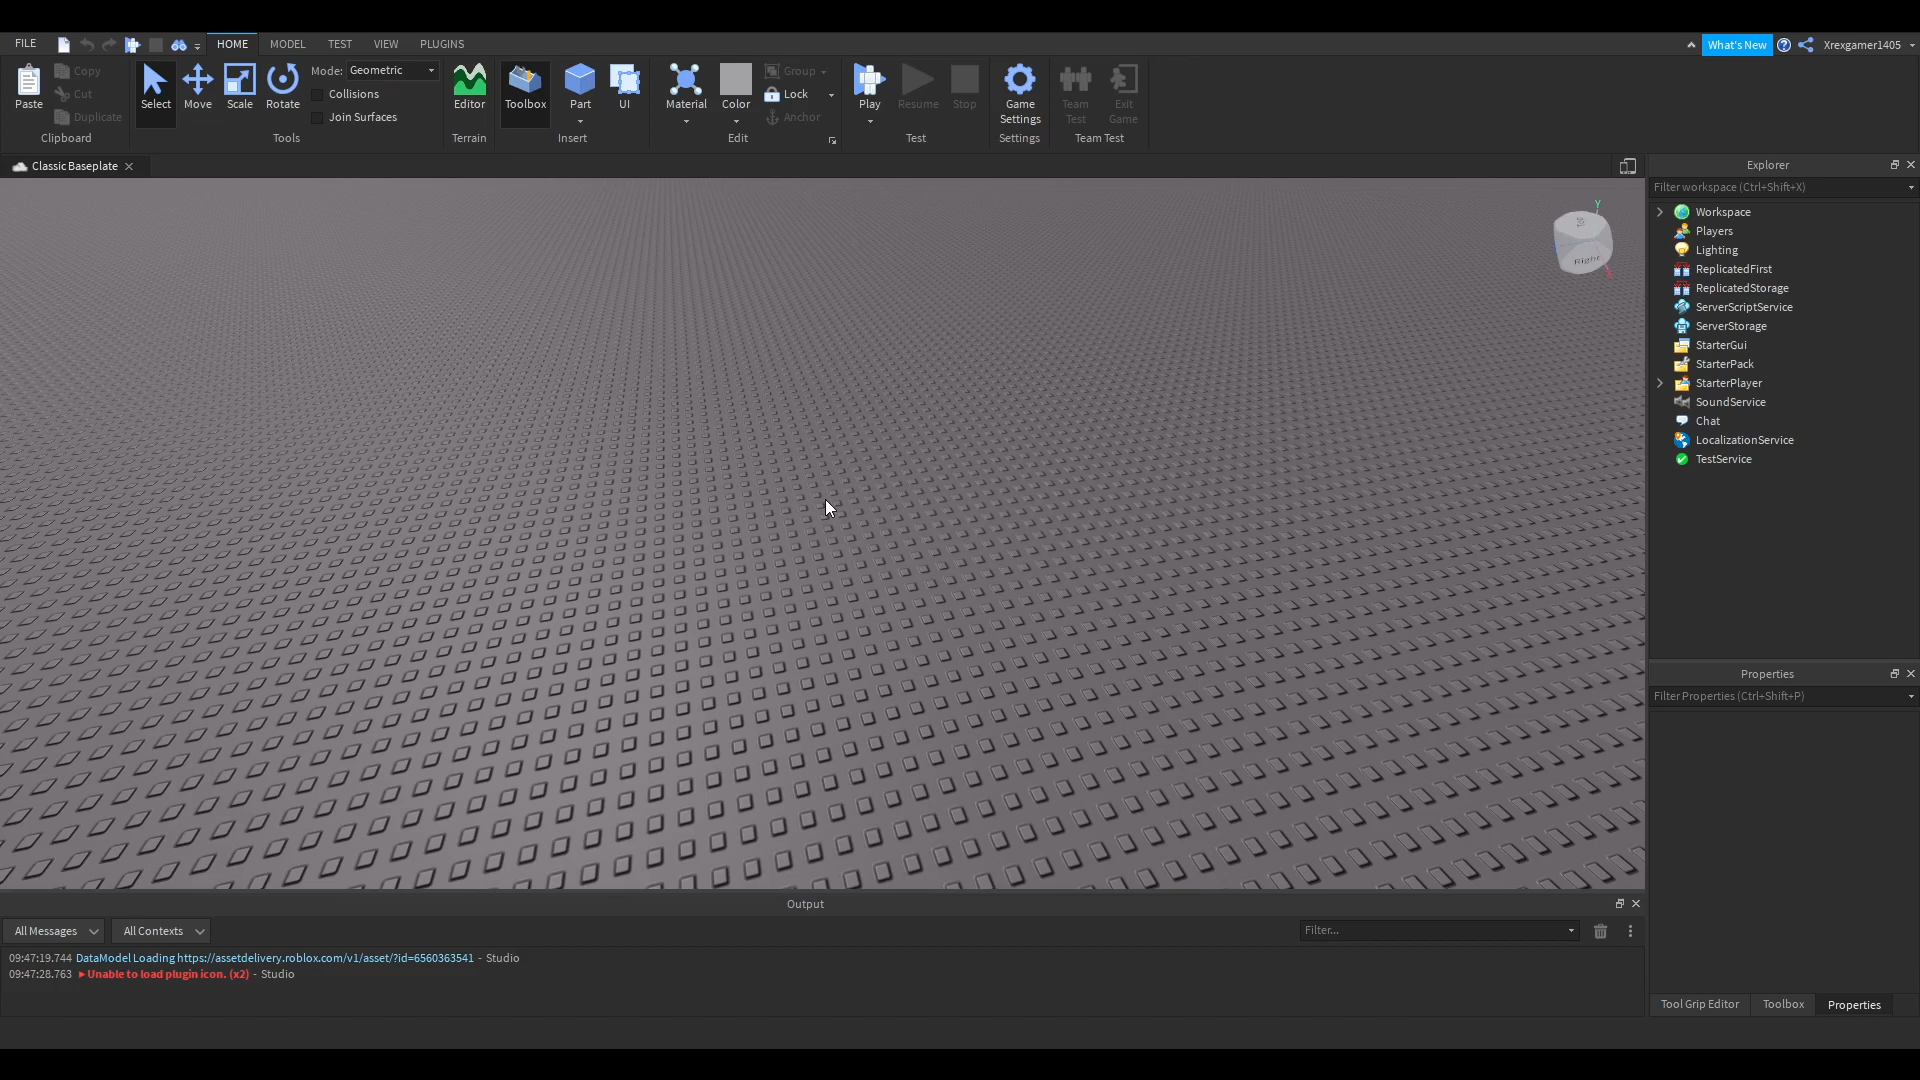 FILE HOME MODEL TEST VIEW PLUGINS What's New Xrexgamer1405
Paste Copy Cut Duplicate
Clipboard
Select Move Scale Rotate Mode: Geometric
Collisions
Join Surfaces
Tools
Editor
Terrain
Toolbox Part UI
Insert
Material Color Group Lock Anchor
Edit
Play Resume Stop
Test
Game Settings
Settings
Team Test Exit Game
Team Test
Classic Baseplate
Right
Y
X
Explorer
Filter workspace (Ctrl+Shift+X)
Workspace
Players
Lighting
ReplicatedFirst
ReplicatedStorage
ServerScriptService
ServerStorage
StarterGui
StarterPack
StarterPlayer
SoundService
Chat
LocalizationService
TestService
Properties
Filter Properties (Ctrl+Shift+P)
Tool Grip Editor Toolbox Properties
Output
All Messages All Contexts Filter...
09:47:19.744 DataModel Loading https://assetdelivery.roblox.com/v1/asset/?id=6560363541 - Studio
09:47:28.763 Unable to load plugin icon. (x2) - Studio